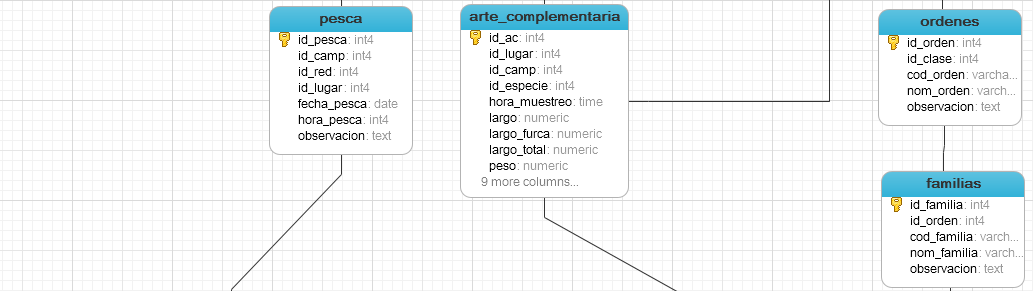 pesca
id_pesca: int4
id_camp: int4
id_red: int4
id_lugar: int4
fecha_pesca: date
hora_pesca: int4
observacion: text
arte_complementaria
id_ac: int4
id_lugar: int4
id_camp: int4
id_especie: int4
hora_muestreo: time
largo: numeric
largo_furca: numeric
largo_total: numeric
peso: numeric
9 more columns...
ordenes
id_orden: int4
id_clase: int4
cod_orden: varcha...
nom_orden: varch...
observacion: text
familias
id_familia: int4
id_orden: int4
cod_familia: varch...
nom_familia: varch...
observacion: text